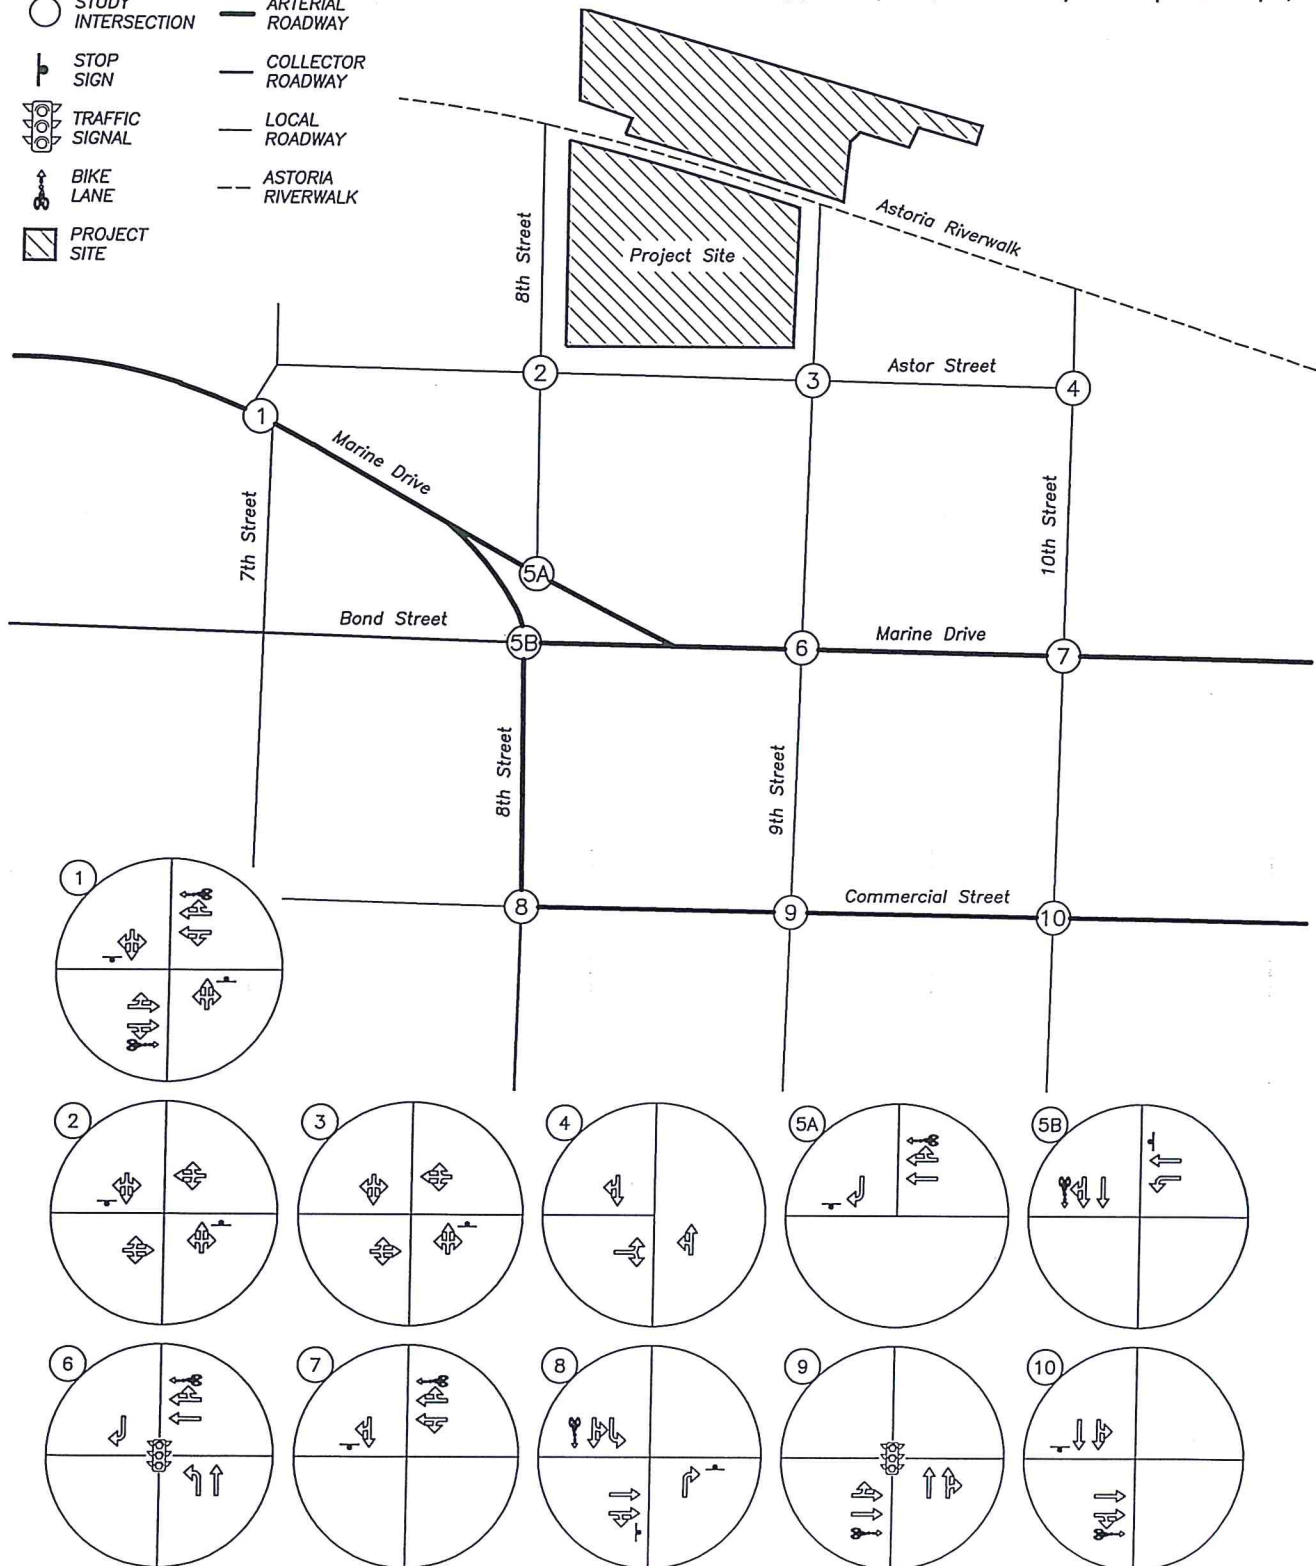 STUDY
INTERSECTION
ARTERIAL
ROADWAY
STOP
SIGN
COLLECTOR
ROADWAY
TRAFFIC
SIGNAL
LOCAL
ROADWAY
BIKE
LANE
ASTORIA
RIVERWALK
PROJECT
SITE
8th Street
Project Site
Astoria Riverwalk
2
3
Astor Street
4
1
Marine Drive
7th Street
10th Street
5A
Bond Street
5B
6
Marine Drive
7
8th Street
9th Street
8
9
Commercial Street
10
1
2
3
4
5A
5B
6
7
8
9
10